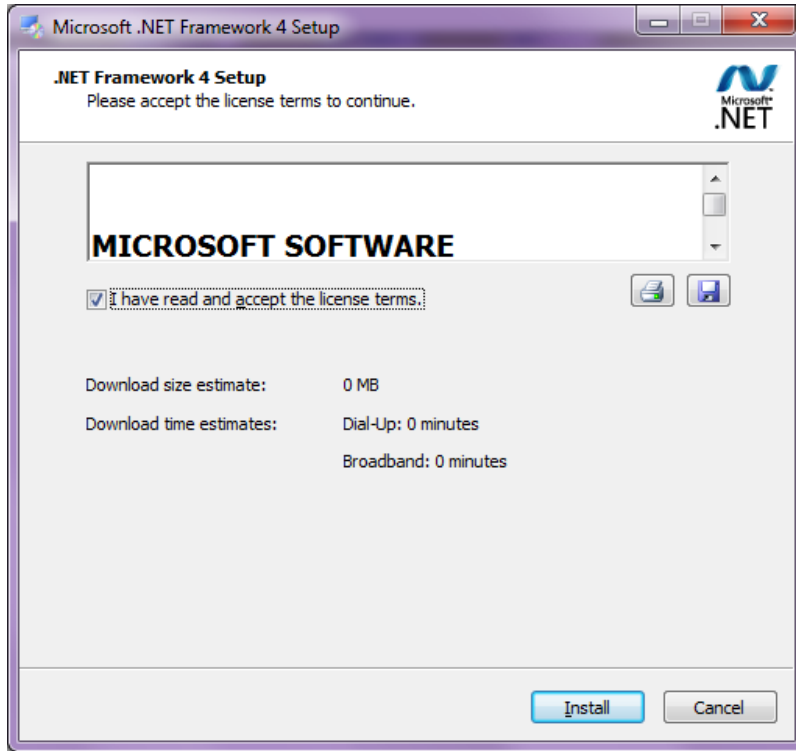 Microsoft .NET Framework 4 Setup
.NET Framework 4 Setup
Please accept the license terms to continue.
Microsoft®
.NET
MICROSOFT SOFTWARE
I have read and accept the license terms.
Download size estimate: 0 MB
Download time estimates: Dial-Up: 0 minutes
Broadband: 0 minutes
Install Cancel